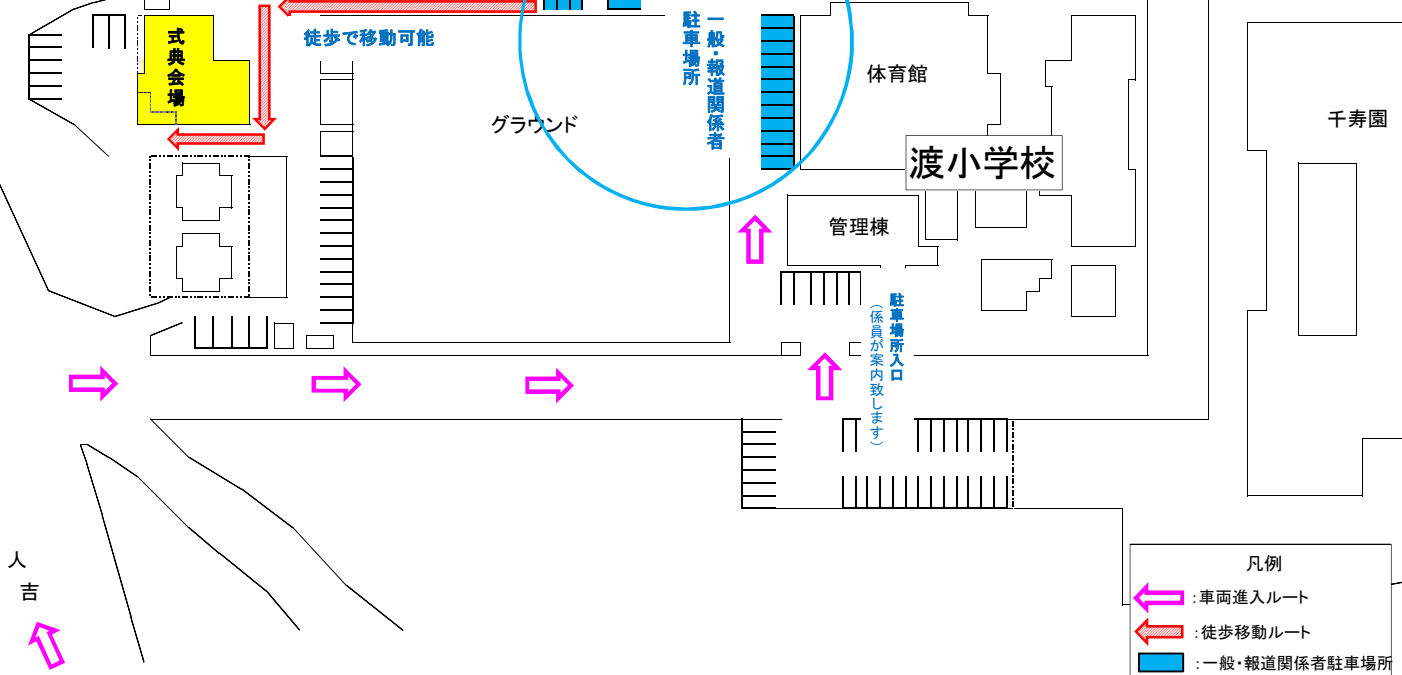 式典会場
徒歩で移動可能
一般・報道関係者
駐車場所
体育館
グラウンド
千寿園
渡小学校
管理棟
駐車場所入口
（係員が案内致します）
人
吉
凡例
：車両進入ルート
：徒歩移動ルート
：一般・報道関係者駐車場所